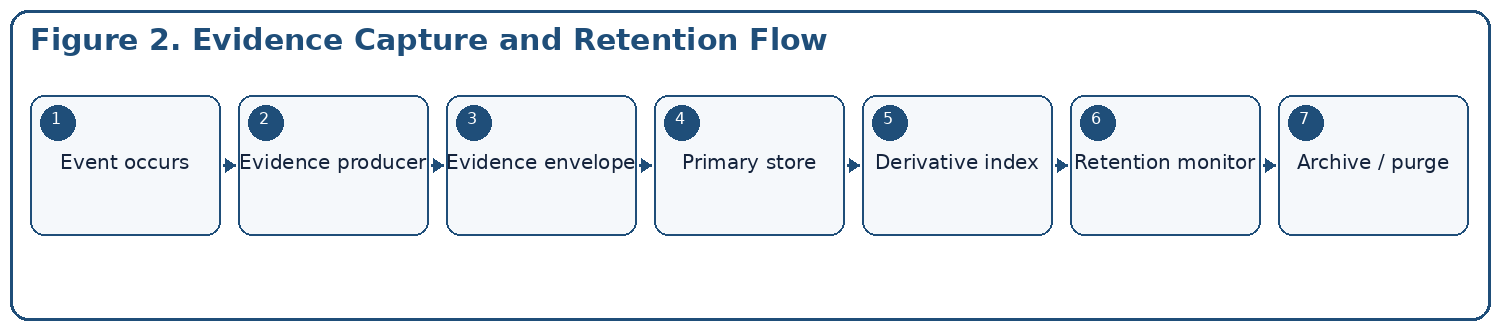 Figure 2. Evidence Capture and Retention Flow
1
Event occurs
2
Evidence producer
3
Evidence envelope
4
Primary store
5
Derivative index
6
Retention monitor
7
Archive / purge